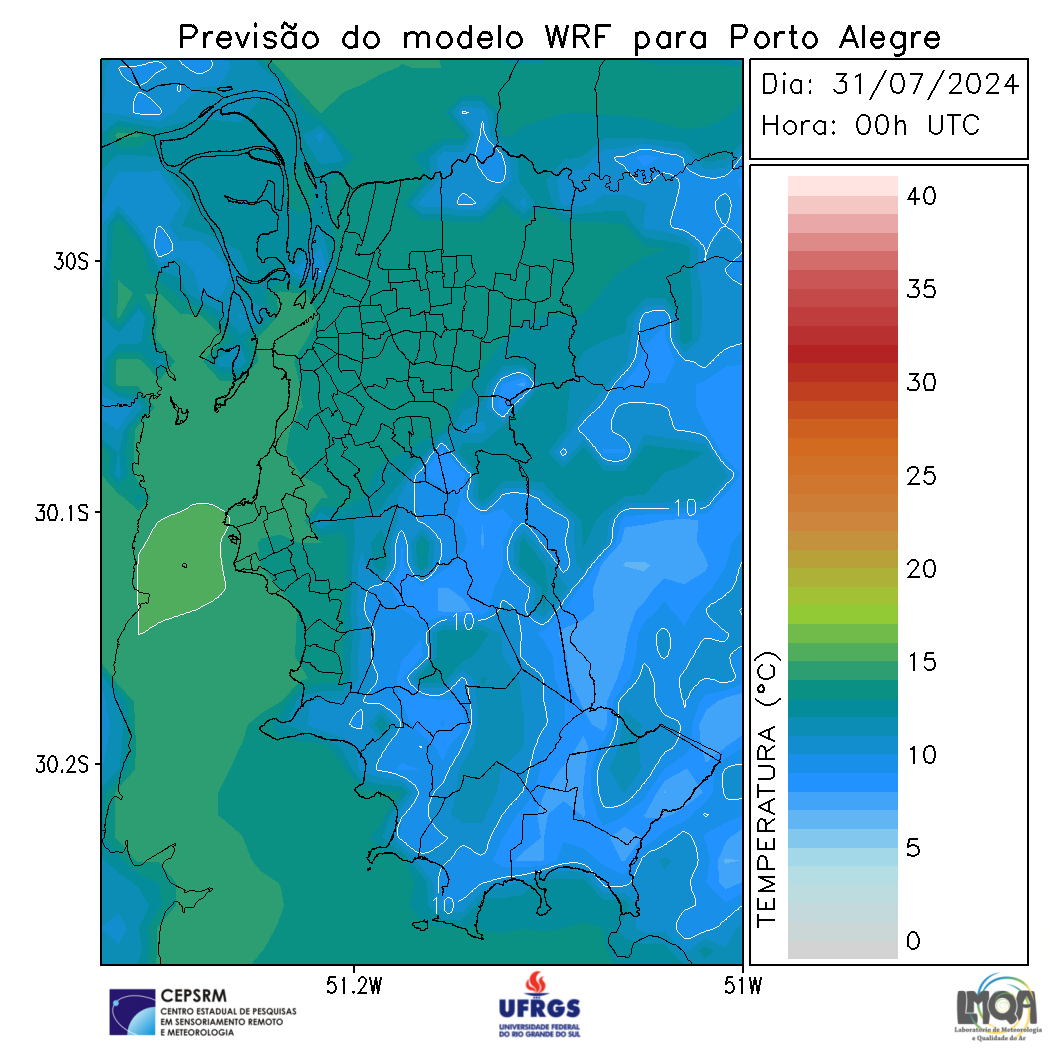 Previsão do modelo WRF para Porto Alegre
Dia: 31/07/2024
Hora: 00h UTC
40
35
30
25
20
15
10
5
0
TEMPERATURA (°C)
30S
30.1S
30.2S
51.2W
51W
10
10
10
CEPSRM
CENTRO ESTADUAL DE PESQUISAS
EM SENSORIAMENTO REMOTO
E METEOROLOGIA
UFRGS
UNIVERSIDADE FEDERAL
DO RIO GRANDE DO SUL
LMQA
Laboratório de Meteorologia
e Qualidade do Ar